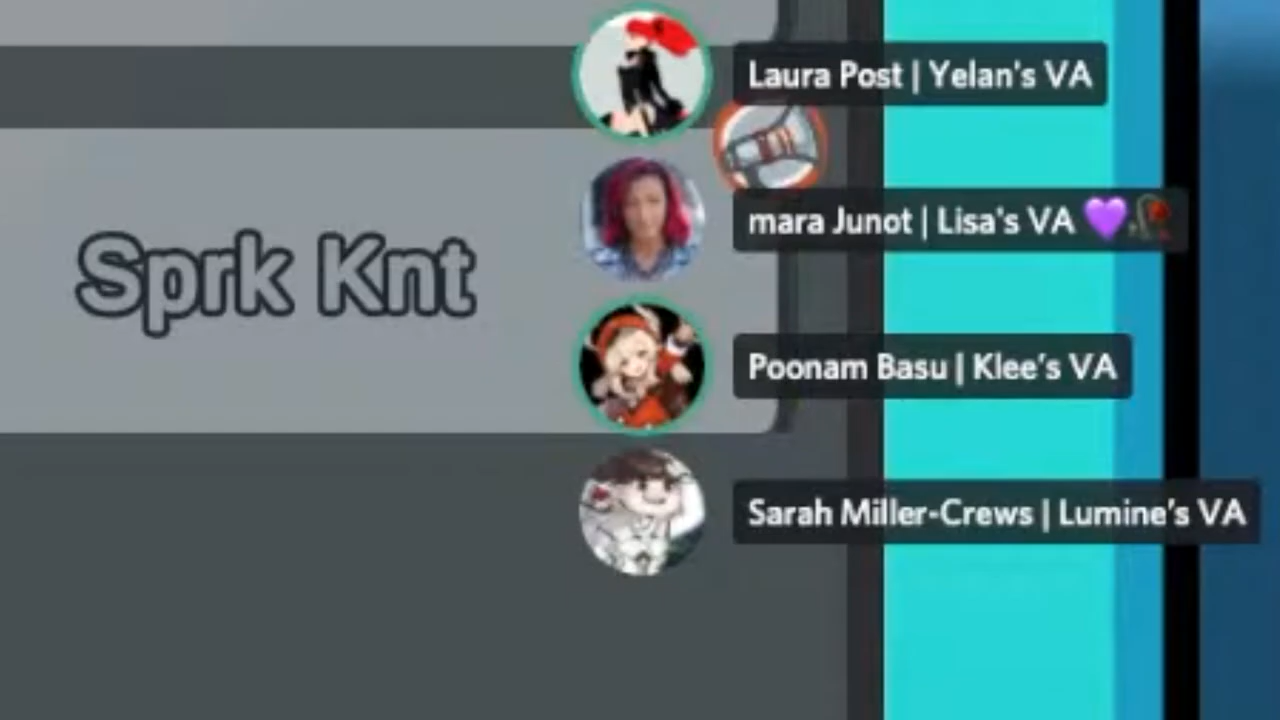 Laura Post | Yelan's VA
mara Junot | Lisa's VA 💜🥀
Sprk Knt
Poonam Basu | Klee's VA
Sarah Miller-Crews | Lumine's VA